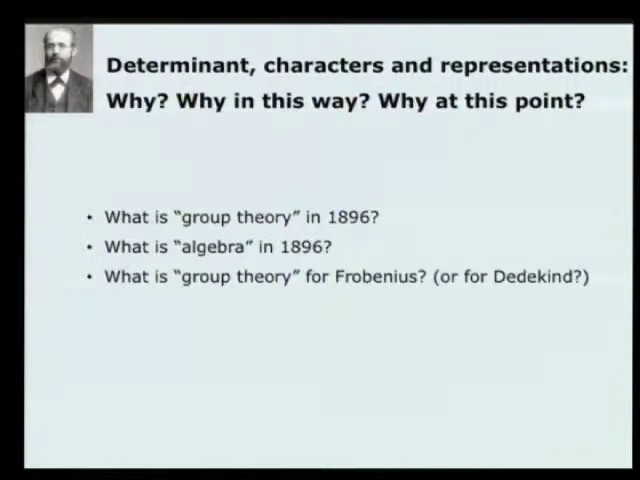 Determinant, characters and representations:
Why? Why in this way? Why at this point?
• What is “group theory” in 1896?
• What is “algebra” in 1896?
• What is “group theory” for Frobenius? (or for Dedekind?)